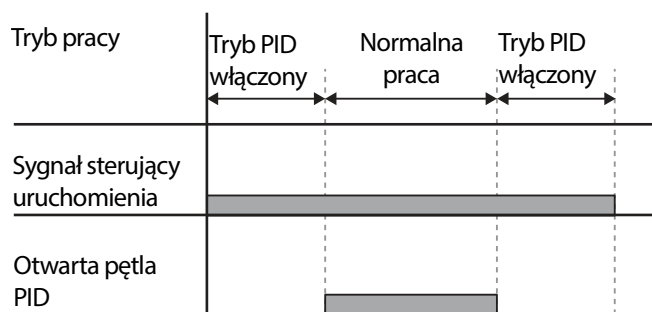 Tryb pracy
Tryb PID
włączony
Normalna
praca
Tryb PID
włączony
Sygnał sterujący
uruchomienia
Otwarta pętla
PID